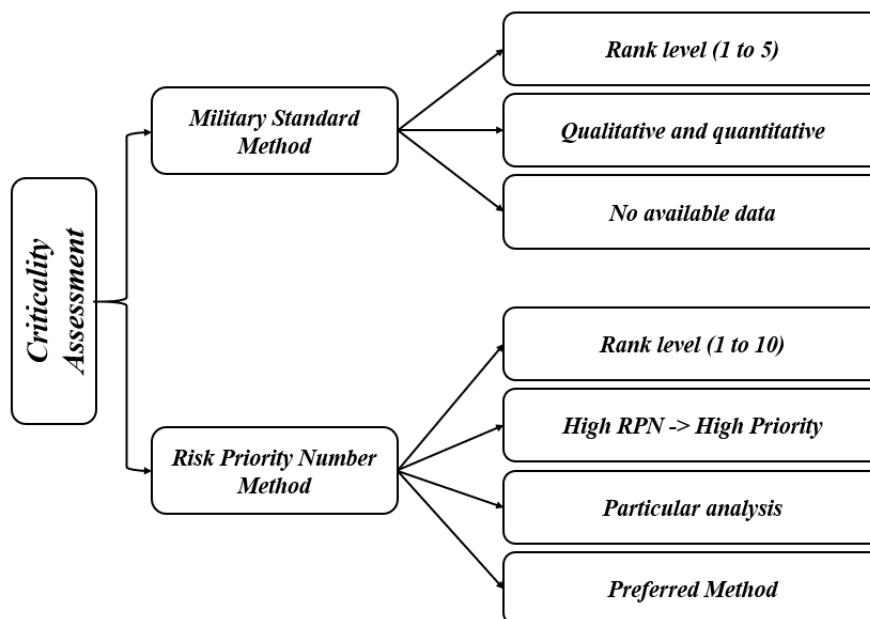 Criticality
Assessment
Military Standard
Method
Rank level (1 to 5)
Qualitative and quantitative
No available data
Risk Priority Number
Method
Rank level (1 to 10)
High RPN -> High Priority
Particular analysis
Preferred Method